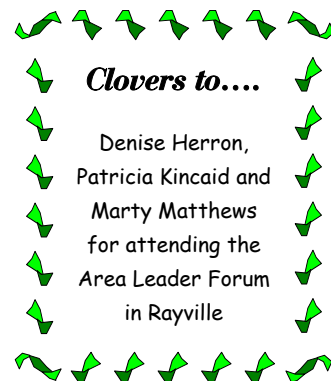 Clovers to....
Denise Herron,
Patricia Kincaid and
Marty Matthews
for attending the
Area Leader Forum
in Rayville